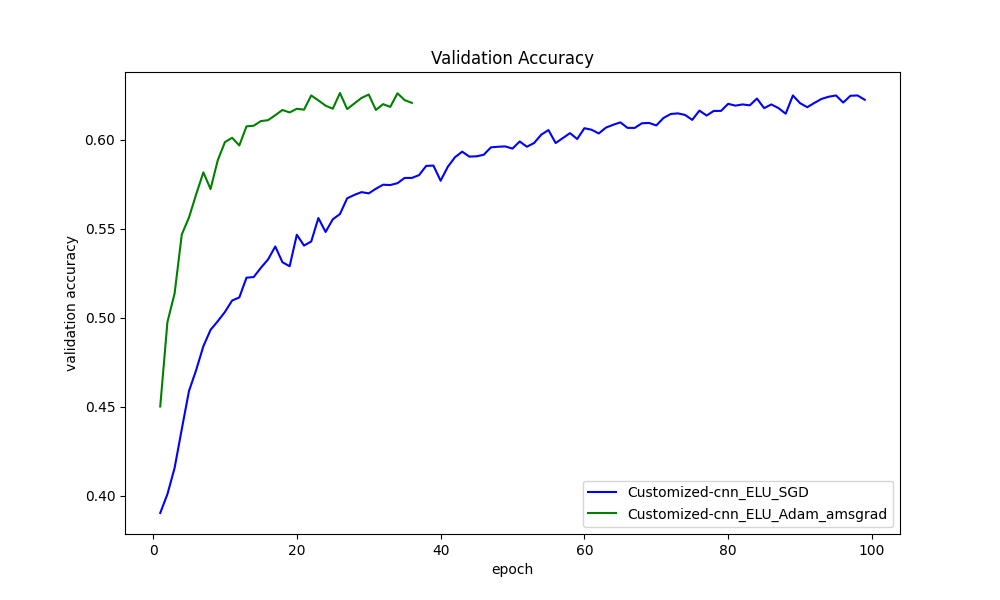 Validation Accuracy
validation accuracy
0.60
0.55
0.50
0.45
0.40
Customized-cnn_ELU_SGD
Customized-cnn_ELU_Adam_amsgrad
0 20 40 60 80 100
epoch